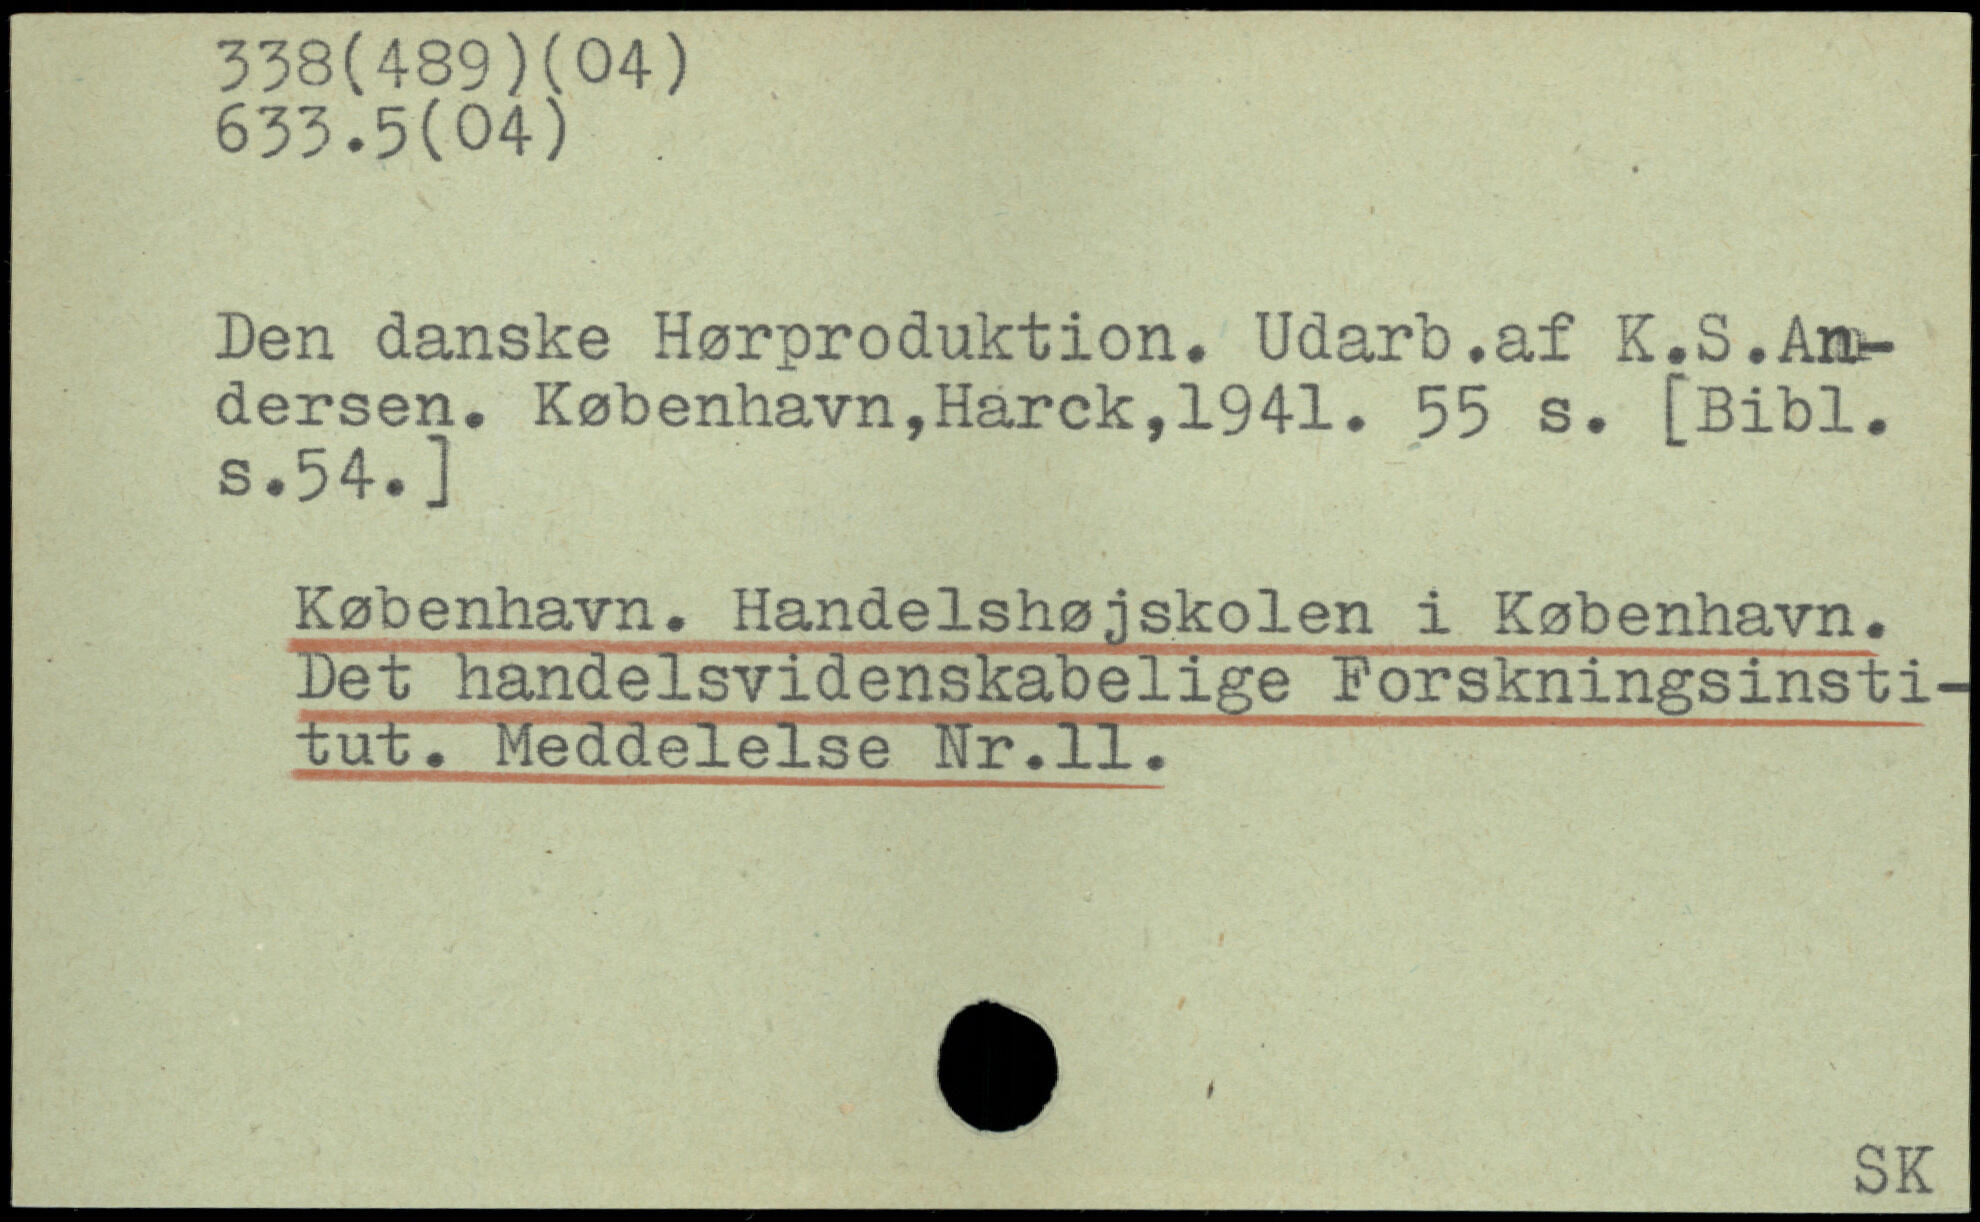 338(489)(04)
633.5(04)
Den danske Hørproduktion. Udarb.af K.S.An-
dersen. København,Harck,1941. 55 s. [Bibl.
s.54.]
København. Handelshøjskolen i København.
Det handelsvidenskabelige Forskningsinsti-
tut. Meddelelse Nr.11.
SK